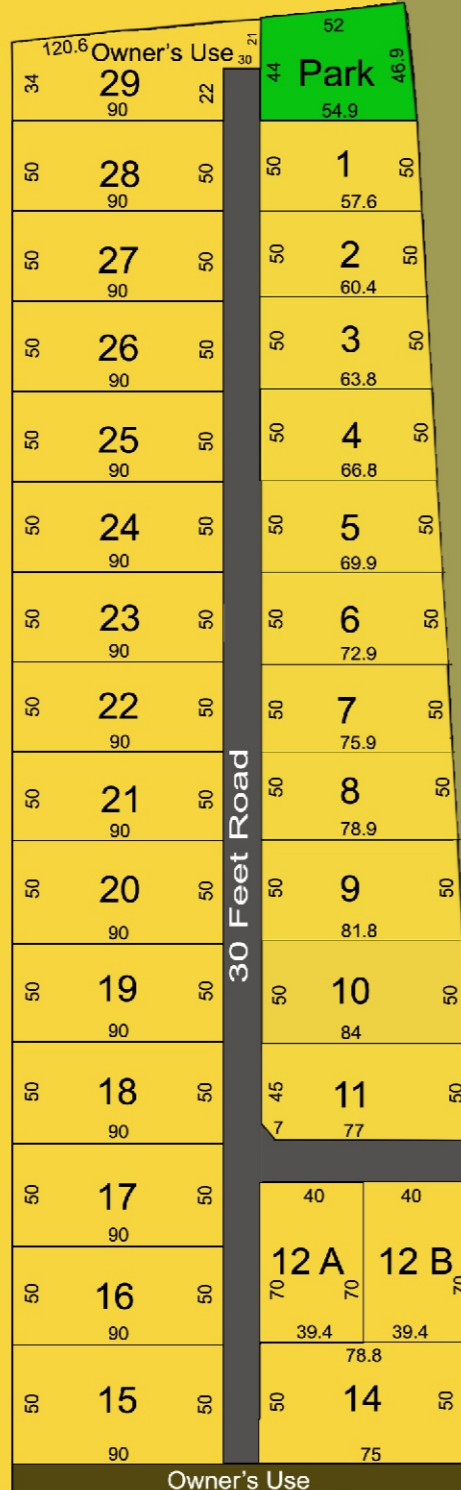 52
120.6 Owner's Use 30 21
34 29 22 44 Park 46.9
90 54.9
50 28 50 50 1 50
90 57.6
50 27 50 50 2 50
90 60.4
50 26 50 50 3 50
90 63.8
50 25 50 50 4 50
90 66.8
50 24 50 50 5 50
90 69.9
50 23 50 50 6 50
90 72.9
50 22 50 50 7 50
90 75.9
50 21 50 50 8 50
90 78.9
30 Feet Road
50 20 50 50 9 50
90 81.8
50 19 50 50 10 50
90 84
50 18 50 45 11 50
90 7 77
50 17 50 40 40
90 12 A 12 B
50 16 50 70 70 70
90 39.4 39.4
78.8
50 15 50 50 14 50
90 75
Owner's Use